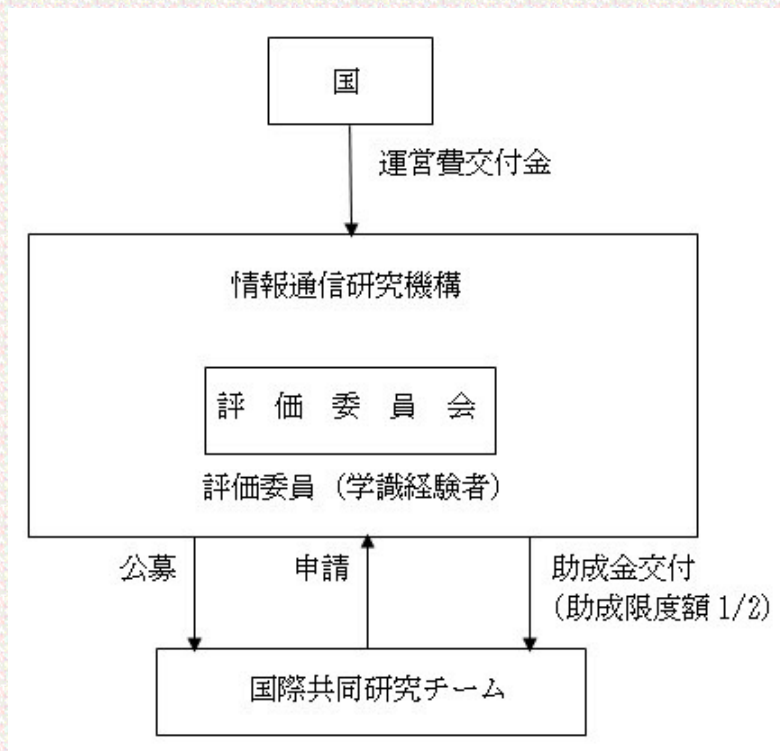 国
運営費交付金
情報通信研究機構
評 価 委 員 会
評価委員（学識経験者）
公募
申請
助成金交付
(助成限度額 1/2)
国際共同研究チーム